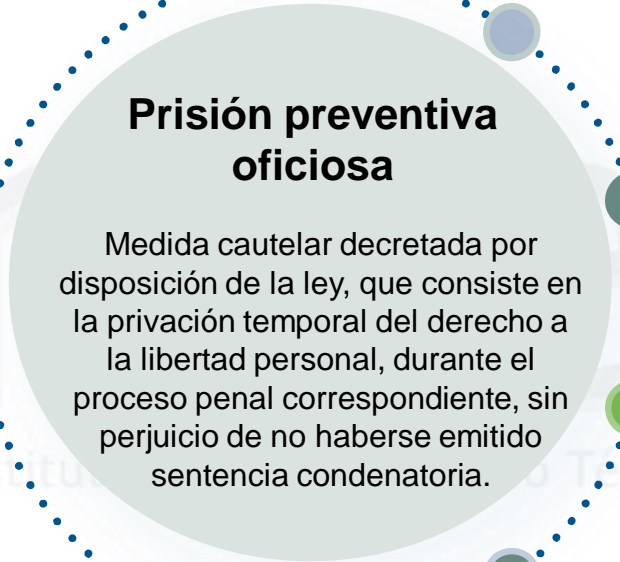 Prisión preventiva
oficiosa
Medida cautelar decretada por
disposición de la ley, que consiste en
la privación temporal del derecho a
la libertad personal, durante el
proceso penal correspondiente, sin
perjuicio de no haberse emitido
sentencia condenatoria.